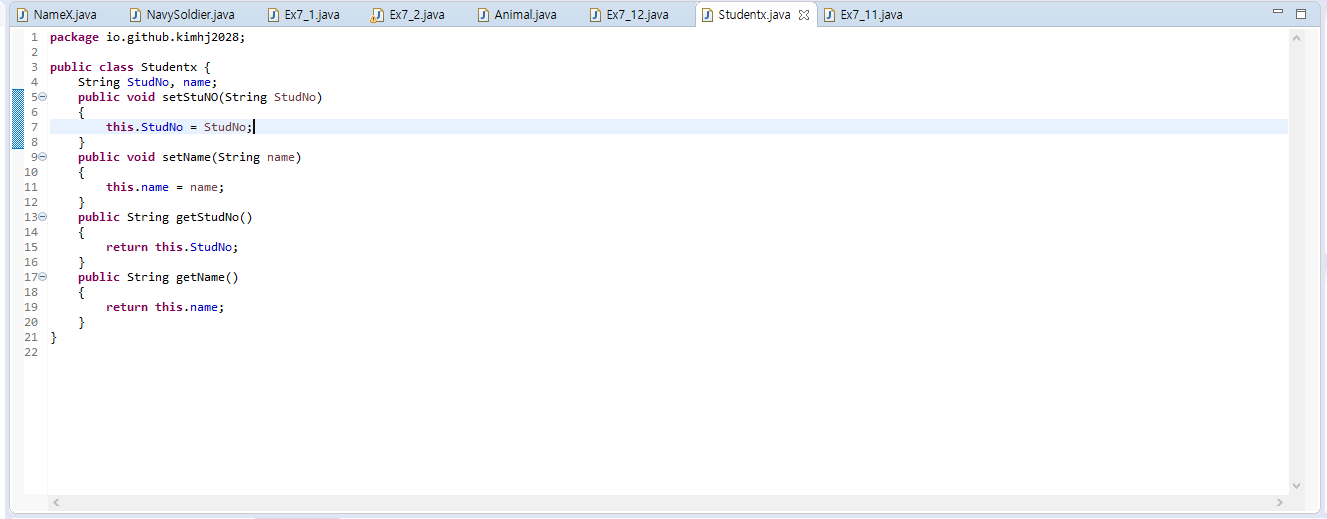 NameX.java NavySoldier.java Ex7_1.java Ex7_2.java Animal.java Ex7_12.java Studentx.java Ex7_11.java
1 package io.github.kimhj2028;
2
3 public class Studentx {
4     String StudNo, name;
5     public void setStuNO(String StudNo)
6     {
7         this.StudNo = StudNo;
8     }
9     public void setName(String name)
10     {
11         this.name = name;
12     }
13     public String getStudNo()
14     {
15         return this.StudNo;
16     }
17     public String getName()
18     {
19         return this.name;
20     }
21 }
22